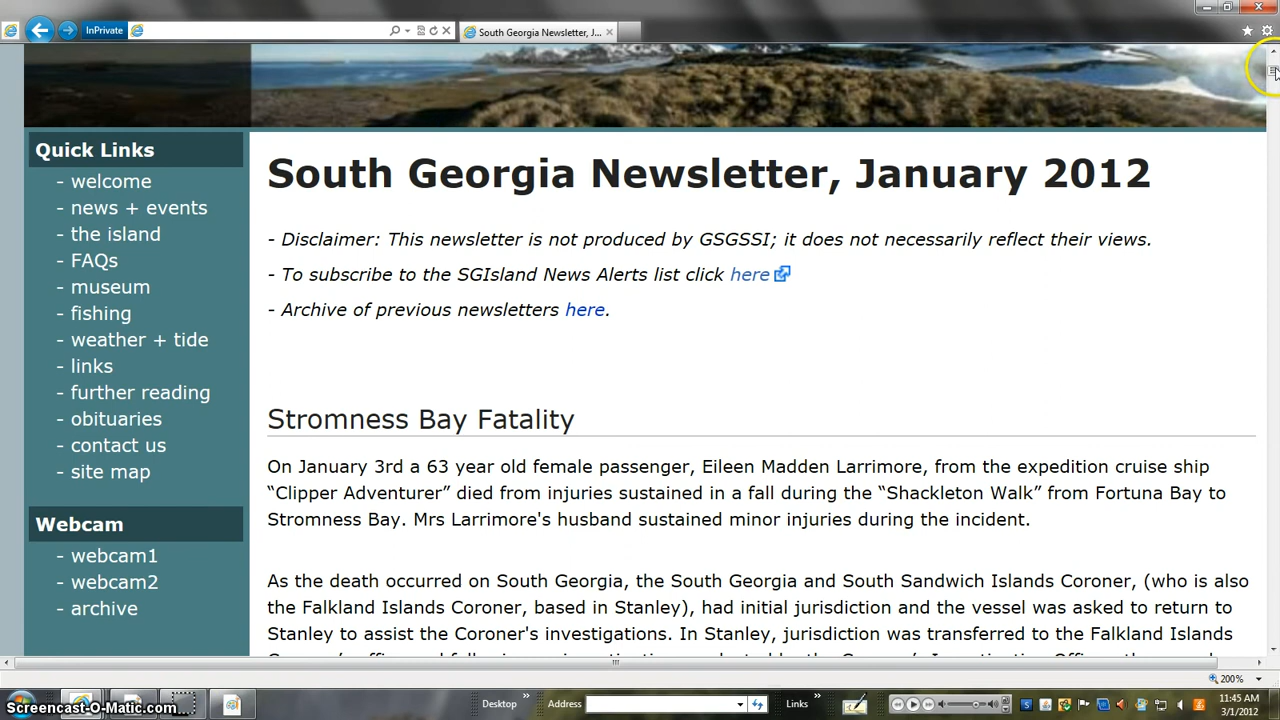 InPrivate
South Georgia Newsletter, J...
Quick Links
- welcome
- news + events
- the island
- FAQs
- museum
- fishing
- weather + tide
- links
- further reading
- obituaries
- contact us
- site map
Webcam
- webcam1
- webcam2
- archive
South Georgia Newsletter, January 2012
- Disclaimer: This newsletter is not produced by GSGSSI; it does not necessarily reflect their views.
- To subscribe to the SGIsland News Alerts list click here
- Archive of previous newsletters here.
Stromness Bay Fatality
On January 3rd a 63 year old female passenger, Eileen Madden Larrimore, from the expedition cruise ship
“Clipper Adventurer” died from injuries sustained in a fall during the “Shackleton Walk” from Fortuna Bay to
Stromness Bay. Mrs Larrimore's husband sustained minor injuries during the incident.
As the death occurred on South Georgia, the South Georgia and South Sandwich Islands Coroner, (who is also
the Falkland Islands Coroner, based in Stanley), had initial jurisdiction and the vessel was asked to return to
Stanley to assist the Coroner's investigations. In Stanley, jurisdiction was transferred to the Falkland Islands
200%
Screencast-O-Matic.com
Desktop
Address
Links
11:45 AM
3/1/2012